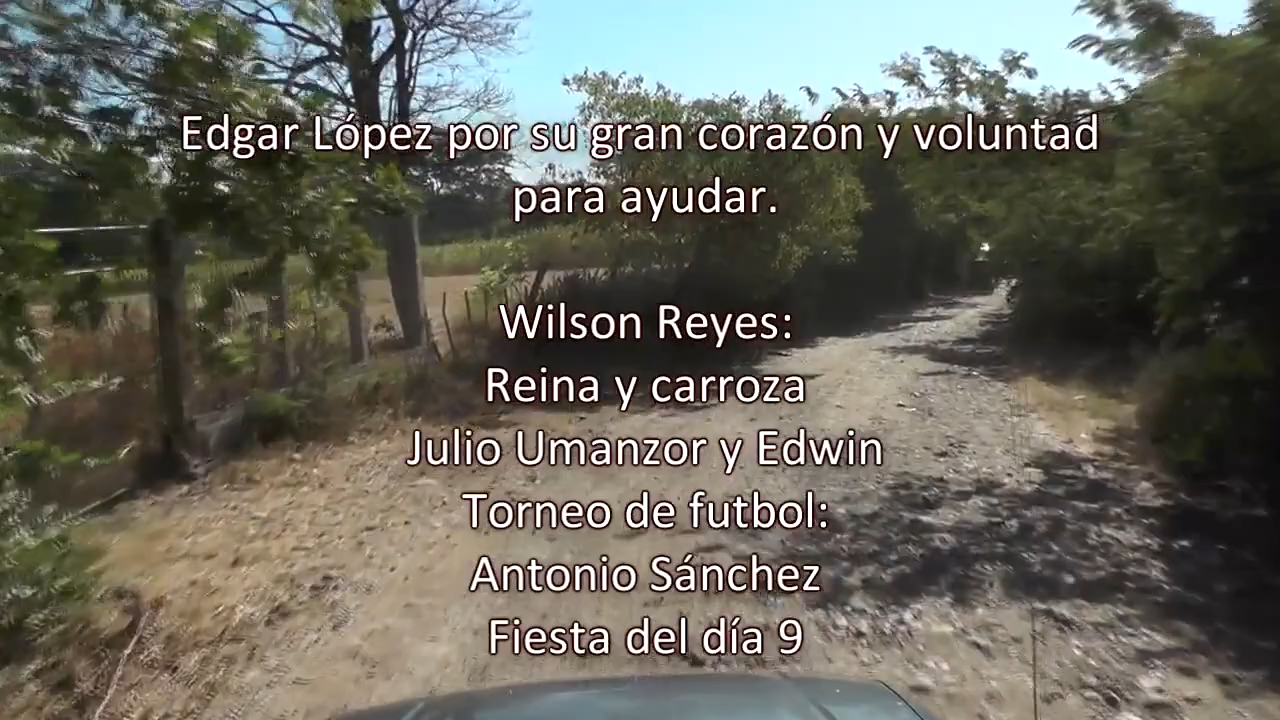 Edgar López por su gran corazón y voluntad
para ayudar.
Wilson Reyes:
Reina y carroza
Julio Umanzor y Edwin
Torneo de futbol:
Antonio Sánchez
Fiesta del día 9